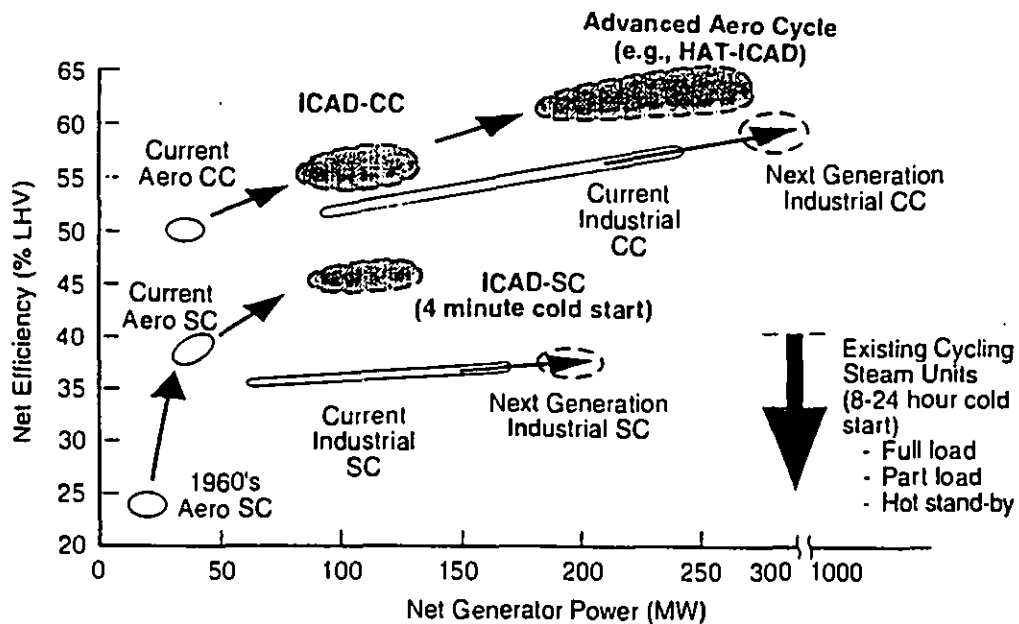 Advanced Aero Cycle
(e.g., HAT-ICAD)
ICAD-CC
Current
Aero CC
Current
Industrial
CC
Next Generation
Industrial CC
Current
Aero SC
ICAD-SC
(4 minute cold start)
Existing Cycling
Steam Units
(8-24 hour cold
start)
- Full load
- Part load
- Hot stand-by
Current
Industrial
SC
Next Generation
Industrial SC
1960's
Aero SC
Net Efficiency (% LHV)
65
60
55
50
45
40
35
30
25
20
0 50 100 150 200 250 300 1000
Net Generator Power (MW)